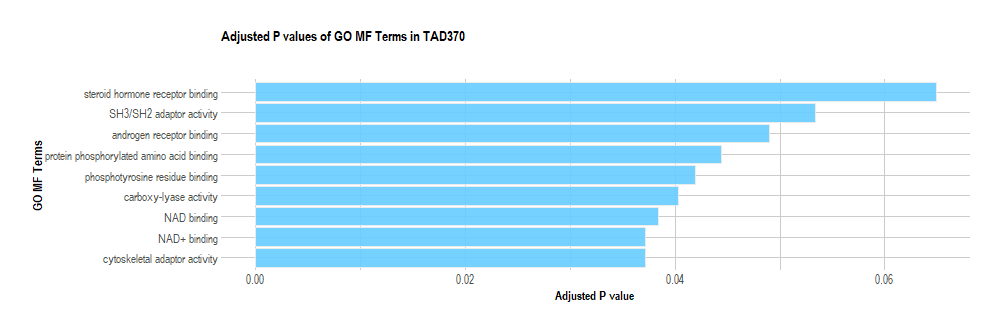 Adjusted P values of GO MF Terms in TAD370
GO MF Terms
steroid hormone receptor binding
SH3/SH2 adaptor activity
androgen receptor binding
protein phosphorylated amino acid binding
phosphotyrosine residue binding
carboxy-lyase activity
NAD binding
NAD+ binding
cytoskeletal adaptor activity
0.00 0.02 0.04 0.06
Adjusted P value